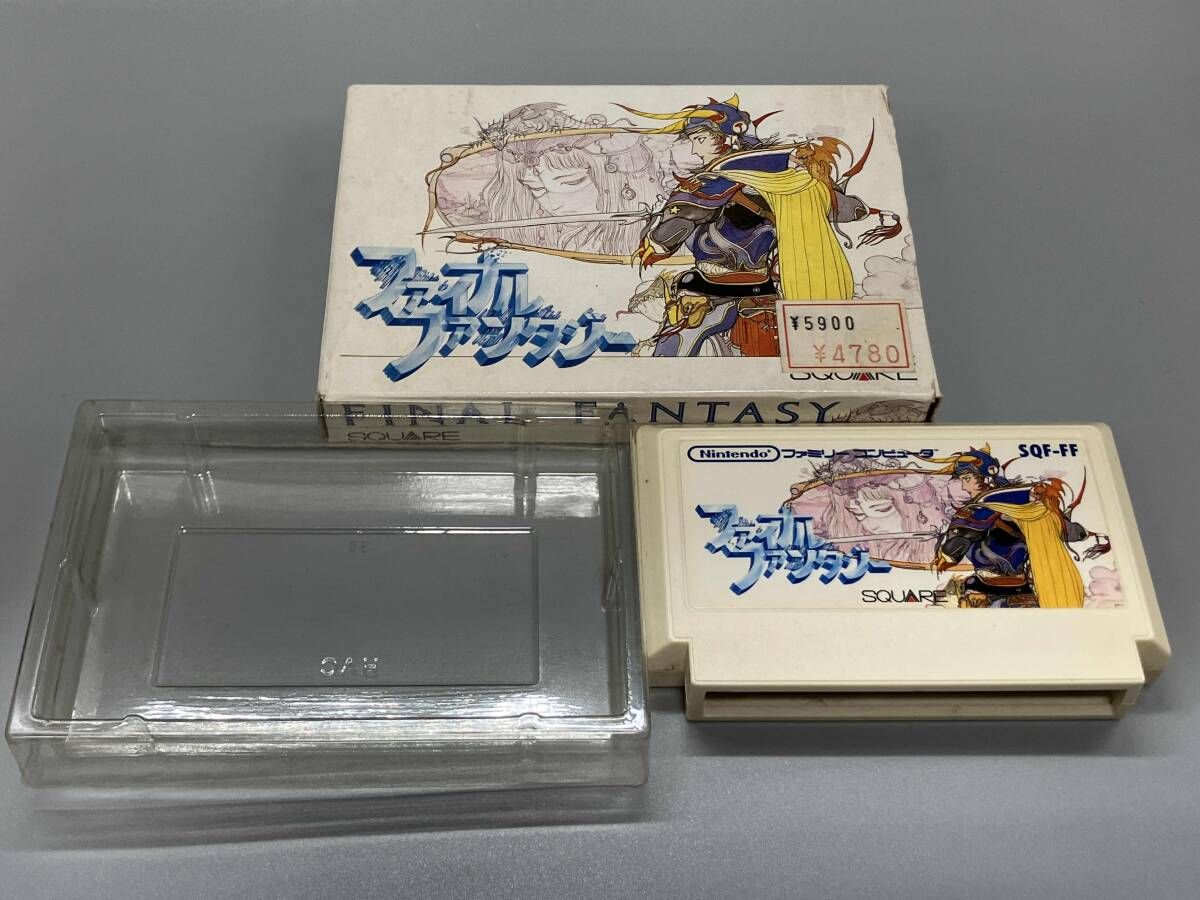 ファイナル
ファンタジー
¥5900
¥4780
SQUARE
FINAL FANTASY
SQUARE
Nintendo ファミリーコンピュータ
SQF-FF
ファイナル
ファンタジー
SQUARE